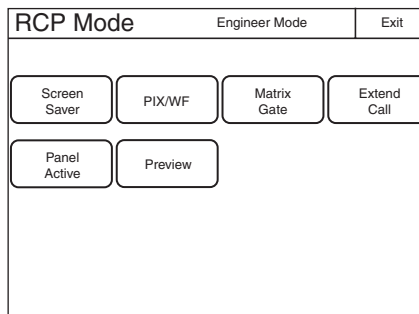 RCP Mode
Engineer Mode
Exit
Screen
Saver
PIX/WF
Matrix
Gate
Extend
Call
Panel
Active
Preview